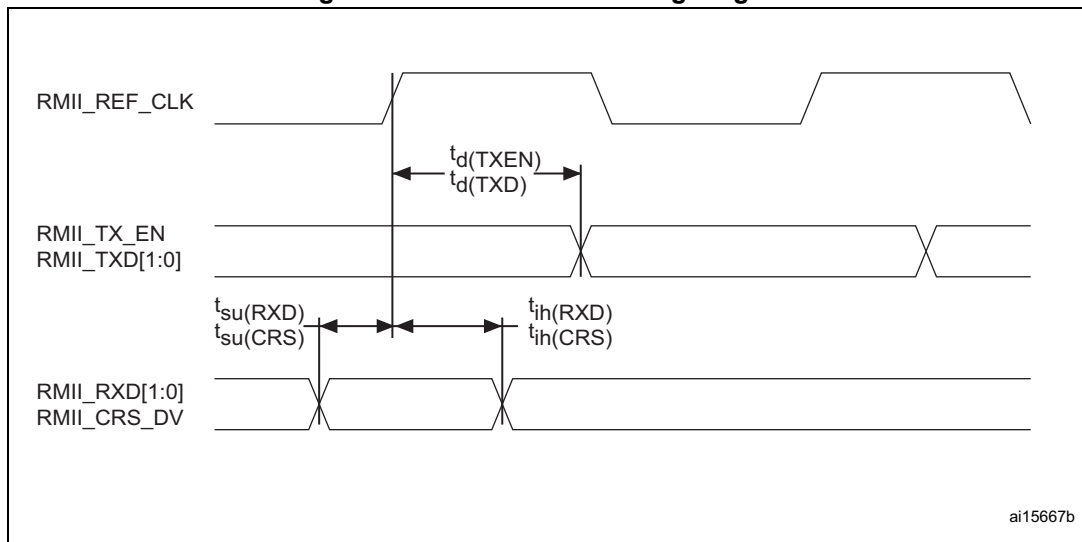 RMII_REF_CLK
td(TXEN)
td(TXD)
RMII_TX_EN
RMII_TXD[1:0]
tsu(RXD)
tsu(CRS)
tih(RXD)
tih(CRS)
RMII_RXD[1:0]
RMII_CRS_DV
ai15667b